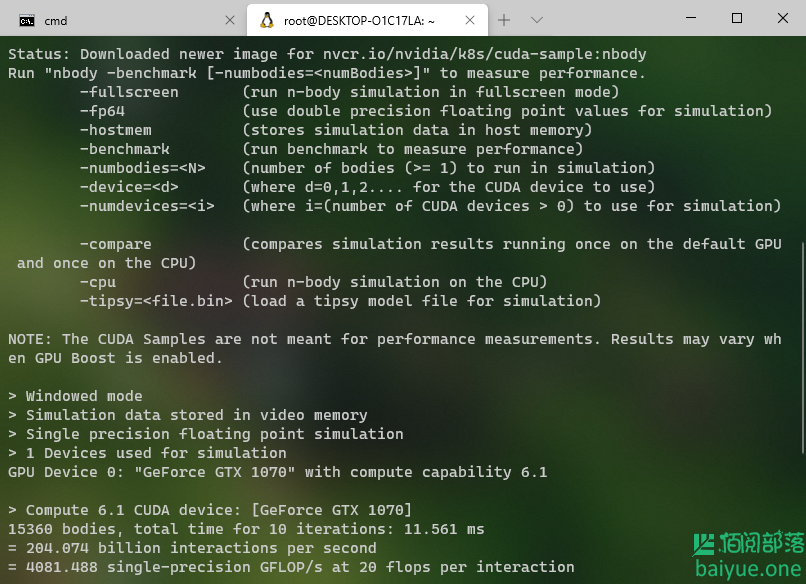 cmd
root@DESKTOP-O1C17LA: ~
Status: Downloaded newer image for nvcr.io/nvidia/k8s/cuda-sample:nbody
Run "nbody -benchmark [-numbodies=<numBodies>]" to measure performance.
-fullscreen (run n-body simulation in fullscreen mode)
-fp64 (use double precision floating point values for simulation)
-hostmem (stores simulation data in host memory)
-benchmark (run benchmark to measure performance)
-numbodies=<N> (number of bodies (>= 1) to run in simulation)
-device=<d> (where d=0,1,2.... for the CUDA device to use)
-numdevices=<i> (where i=(number of CUDA devices > 0) to use for simulation)
-compare (compares simulation results running once on the default GPU
and once on the CPU)
-cpu (run n-body simulation on the CPU)
-tipsy=<file.bin> (load a tipsy model file for simulation)
NOTE: The CUDA Samples are not meant for performance measurements. Results may vary wh
en GPU Boost is enabled.
> Windowed mode
> Simulation data stored in video memory
> Single precision floating point simulation
> 1 Devices used for simulation
GPU Device 0: "GeForce GTX 1070" with compute capability 6.1
> Compute 6.1 CUDA device: [GeForce GTX 1070]
15360 bodies, total time for 10 iterations: 11.561 ms
= 204.074 billion interactions per second
= 4081.488 single-precision GFLOP/s at 20 flops per interaction
佰阅部落
baiyue.one